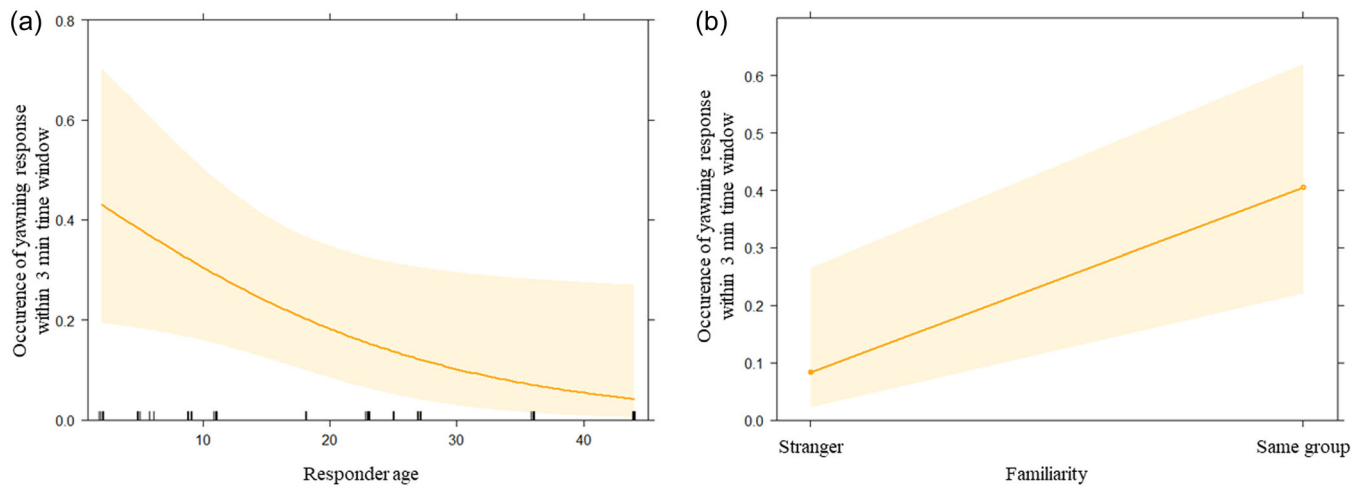 (a)
0.8
0.6
0.4
0.2
0.0
Occurence of yawning response
within 3 min time window
10 20 30 40
Responder age
(b)
0.6
0.5
0.4
0.3
0.2
0.1
0.0
Occurence of yawning response
within 3 min time window
Stranger Same group
Familiarity